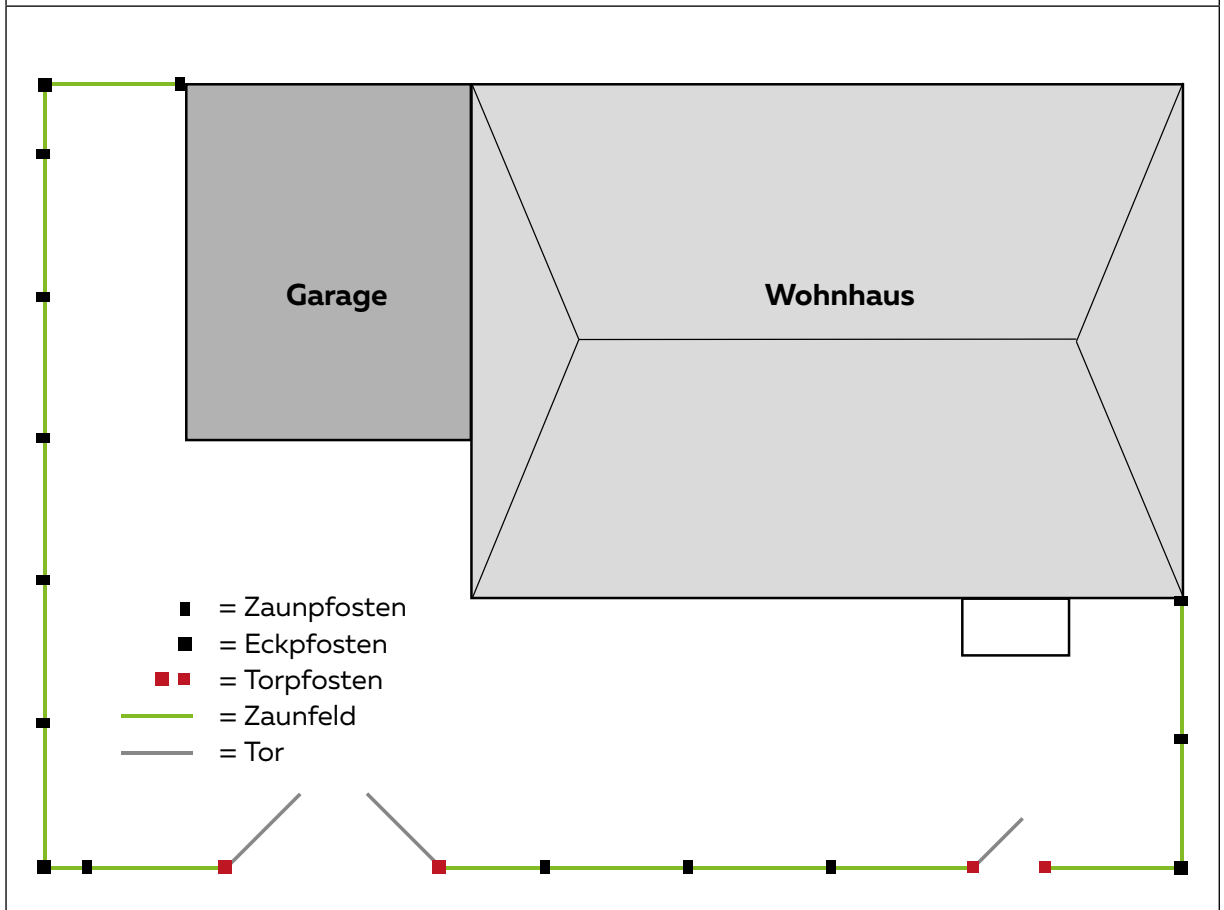 Garage
Wohnhaus
= Zaunpfosten
= Eckpfosten
= Torpfosten
= Zaunfeld
= Tor